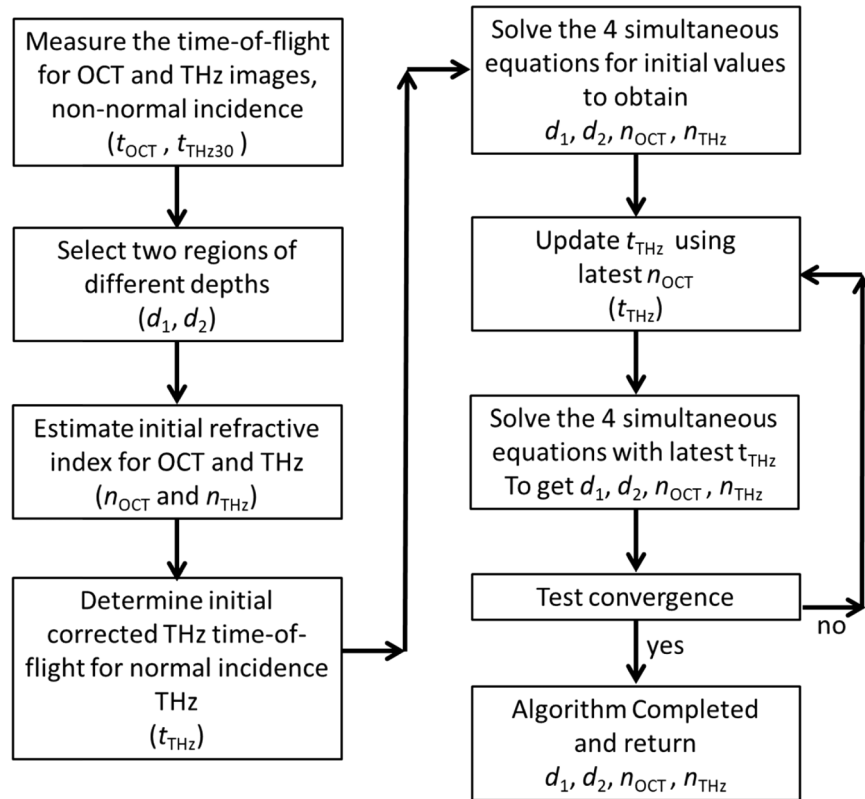 Measure the time-of-flight
for OCT and THz images,
non-normal incidence
(tOCT , tTHz30 )
Select two regions of
different depths
(d1, d2)
Estimate initial refractive
index for OCT and THz
(nOCT and nTHz)
Determine initial
corrected THz time-of-
flight for normal incidence
THz
(tTHz)
Solve the 4 simultaneous
equations for initial values
to obtain
d1, d2, nOCT , nTHz
Update tTHz using
latest nOCT
(tTHz)
Solve the 4 simultaneous
equations with latest tTHz
To get d1, d2, nOCT , nTHz
Test convergence
no
yes
Algorithm Completed
and return
d1, d2, nOCT , nTHz